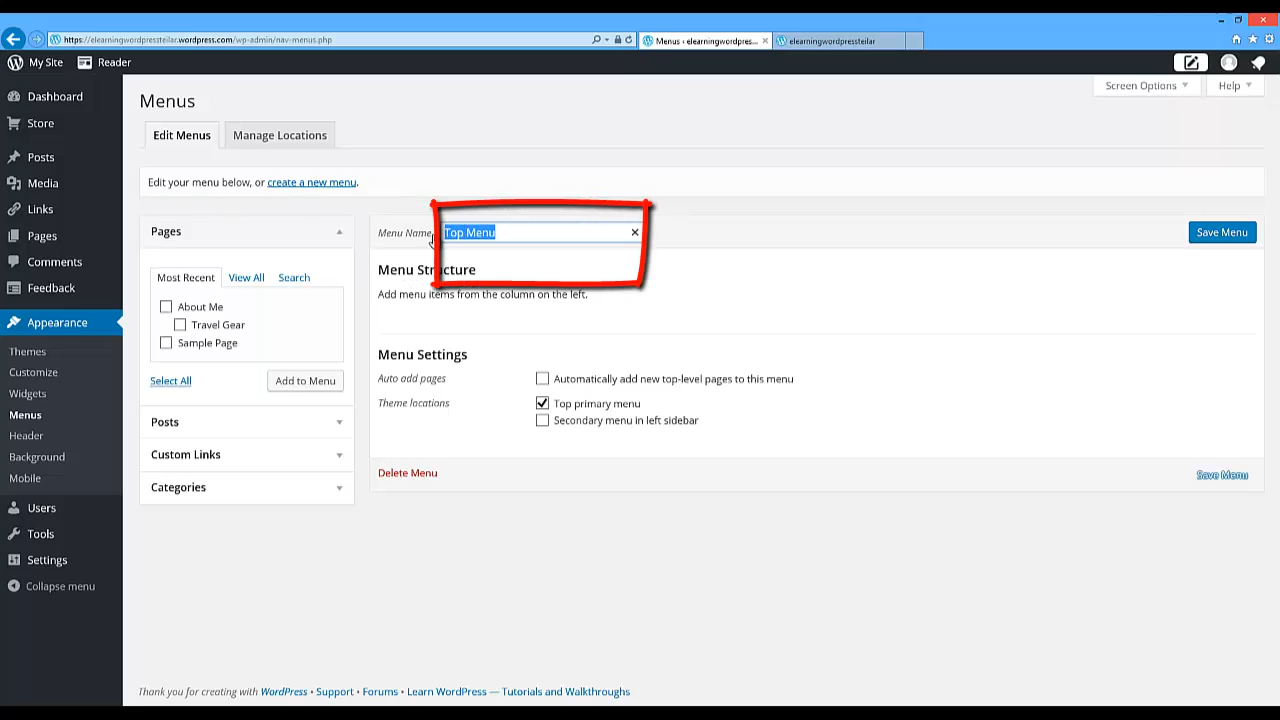 https://elearningwordpressteilar.wordpress.com/wp-admin/nav-menus.php
Menus ‹ elearningwordpres...
elearningwordpressteilar
My Site
Reader
Screen Options
Help
Dashboard
Store
Posts
Media
Links
Pages
Comments
Feedback
Appearance
Themes
Customize
Widgets
Menus
Header
Background
Mobile
Users
Tools
Settings
Collapse menu
Menus
Edit Menus
Manage Locations
Edit your menu below, or create a new menu.
Pages
Most Recent
View All
Search
About Me
Travel Gear
Sample Page
Select All
Add to Menu
Posts
Custom Links
Categories
Menu Name
Top Menu
Save Menu
Menu Structure
Add menu items from the column on the left.
Menu Settings
Auto add pages
Automatically add new top-level pages to this menu
Theme locations
Top primary menu
Secondary menu in left sidebar
Delete Menu
Save Menu
Thank you for creating with WordPress • Support • Forums • Learn WordPress — Tutorials and Walkthroughs